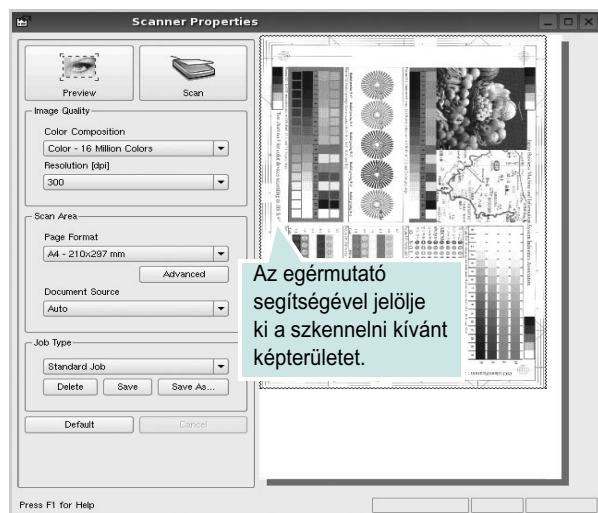 Scanner Properties
Preview
Scan
Image Quality
Color Composition
Color - 16 Million Colors
Resolution [dpi]
300
Scan Area
Page Format
A4 - 210x297 mm
Advanced
Document Source
Auto
Job Type
Standard Job
Delete
Save
Save As...
Default
Cancel
Az egérmutató
segítségével jelölje
ki a szkennelni kívánt
képterületet.
Press F1 for Help